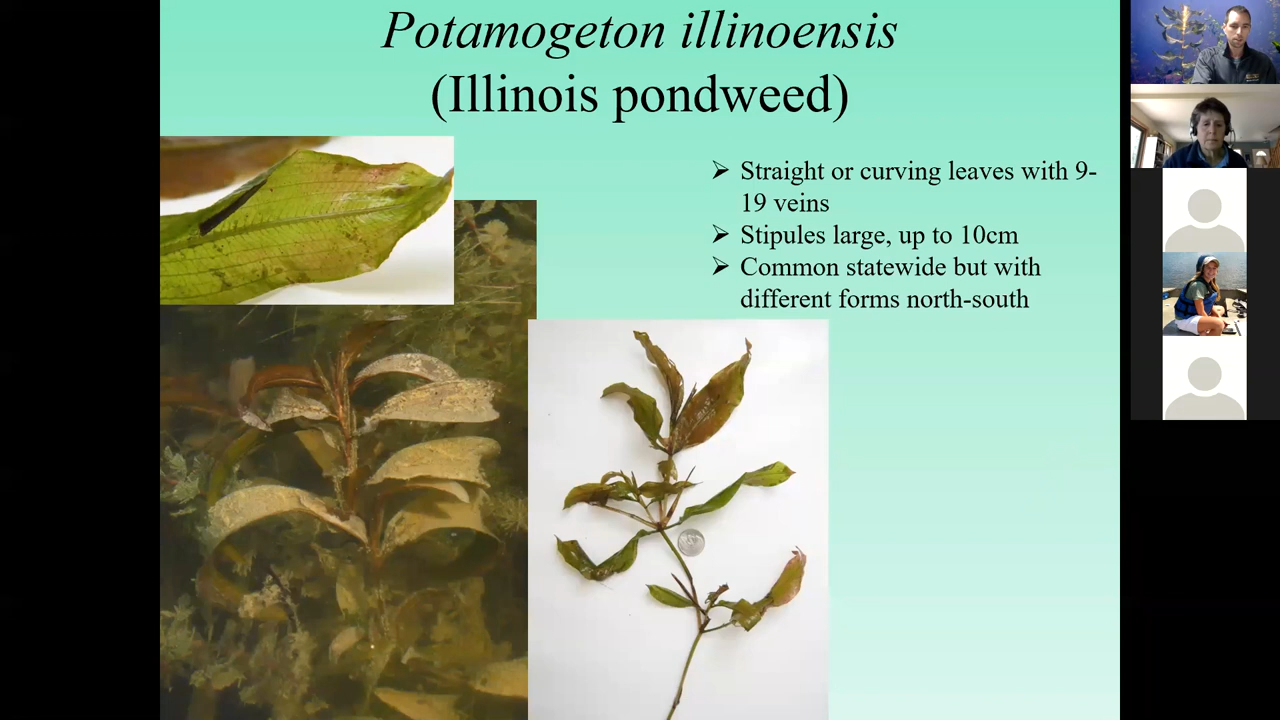 Potamogeton illinoensis
(Illinois pondweed)
➢ Straight or curving leaves with 9-
19 veins
➢ Stipules large, up to 10cm
➢ Common statewide but with
different forms north-south